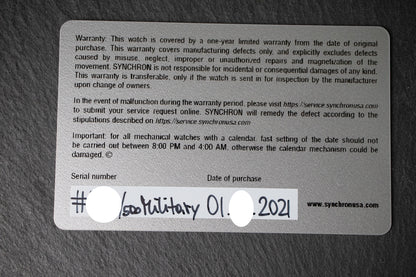 Warranty: This watch is covered by a one-year limited warranty from the date of original
purchase. This warranty covers manufacturing defects only, and explicitly excludes defects
caused by misuse, neglect, improper or unauthorized repairs and magnetization of the
movement. SYNCHRON is not responsible for incidental or consequential damages of any kind.
This warranty is transferable, only if the watch is sent in for inspection by the manufacturer
upon change of owners.
In the event of malfunction during the warranty period, please visit https://service.synchronusa.com
to submit your service request online. SYNCHRON will remedy the defect according to the
stipulations described on https://service.synchronusa.com
Important: for all mechanical watches with a calendar, fast setting of the date should not
be carried out between 8:00 PM and 4:00 AM, otherwise the calendar mechanism could be
damaged. ©
Serial number Date of purchase
# /500 Military 01. .2021 www.synchronusa.com